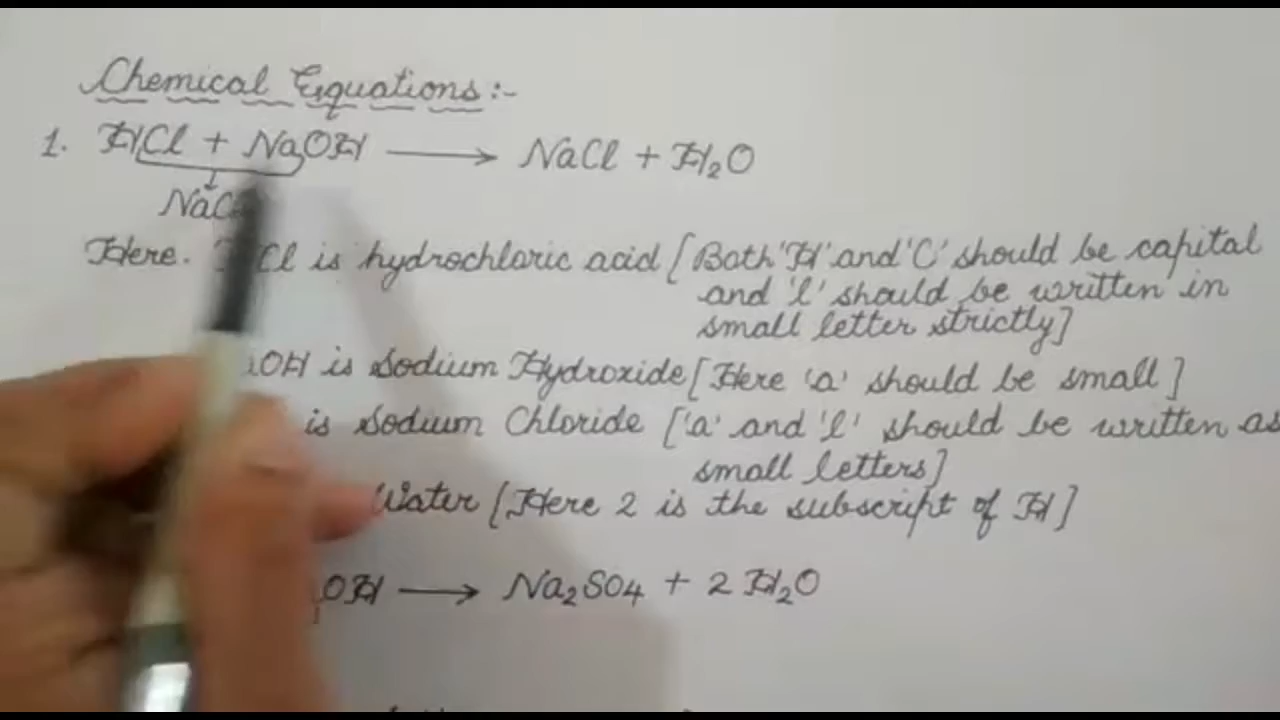 Chemical Equations:-
1. HCl + NaOH ⟶ NaCl + H₂O
Here. Cl is hydrochloric acid [Both 'H' and 'C' should be capital
and 'l' should be written in
small letter strictly]
OH is Sodium Hydroxide [Here 'a' should be small]
is Sodium Chloride ['a' and 'l' should be written as
small letters]
Water [Here 2 is the subscript of H]
OH ⟶ Na₂SO₄ + 2 H₂O